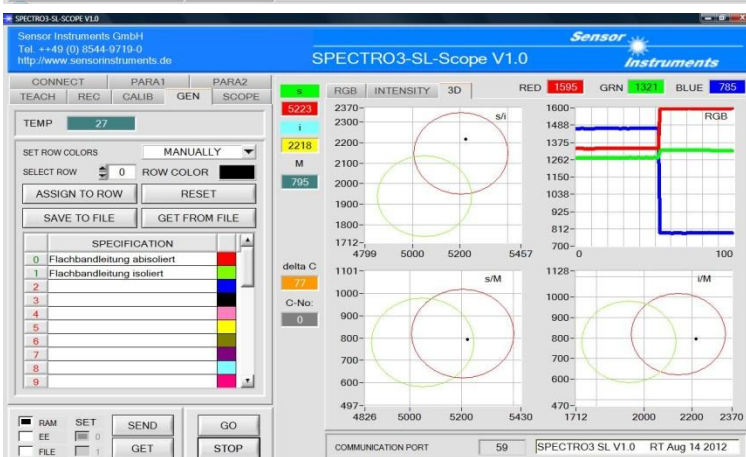 SPECTRO3-SL-SCOPE V1.0
Sensor Instruments GmbH
Tel. ++49 (0) 8544-9719-0
http://www.sensorinstruments.de
SPECTRO3-SL-Scope V1.0
Sensor
Instruments
CONNECT PARA1 PARA2
TEACH REC CALIB GEN SCOPE
TEMP 27
SET ROW COLORS MANUALLY
SELECT ROW 0 ROW COLOR
ASSIGN TO ROW RESET
SAVE TO FILE GET FROM FILE
SPECIFICATION
0 Flachbandleitung abisoliert
1 Flachbandleitung isoliert
2
3
4
5
6
7
8
9
RAM SET SEND GO
EE 0
FILE 1 GET STOP
s
5223
i
2218
M
795
delta C
77
C-No:
0
RGB INTENSITY 3D RED 1595 GRN 1321 BLUE 785
s/i
2370
2300
2200
2100
2000
1900
1800
1712
4799 5000 5200 5457
RGB
1600
1488
1375
1262
1150
1038
925
812
700
0 100
s/M
1101
1000
900
800
700
600
497
4826 5000 5200 5430
i/M
1128
1000
900
800
700
600
470
1712 2000 2200 2370
COMMUNICATION PORT 59 SPECTRO3 SL V1.0 RT Aug 14 2012